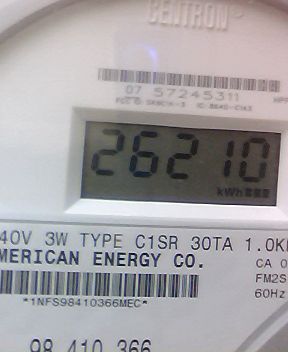 CENTRON®
07 57245311
26210
kWh
40V 3W TYPE C1SR 30TA 1.0K
MERICAN ENERGY CO.
CA 0
FM2S
60Hz
*1NFS98410366MEC*
98 410 366